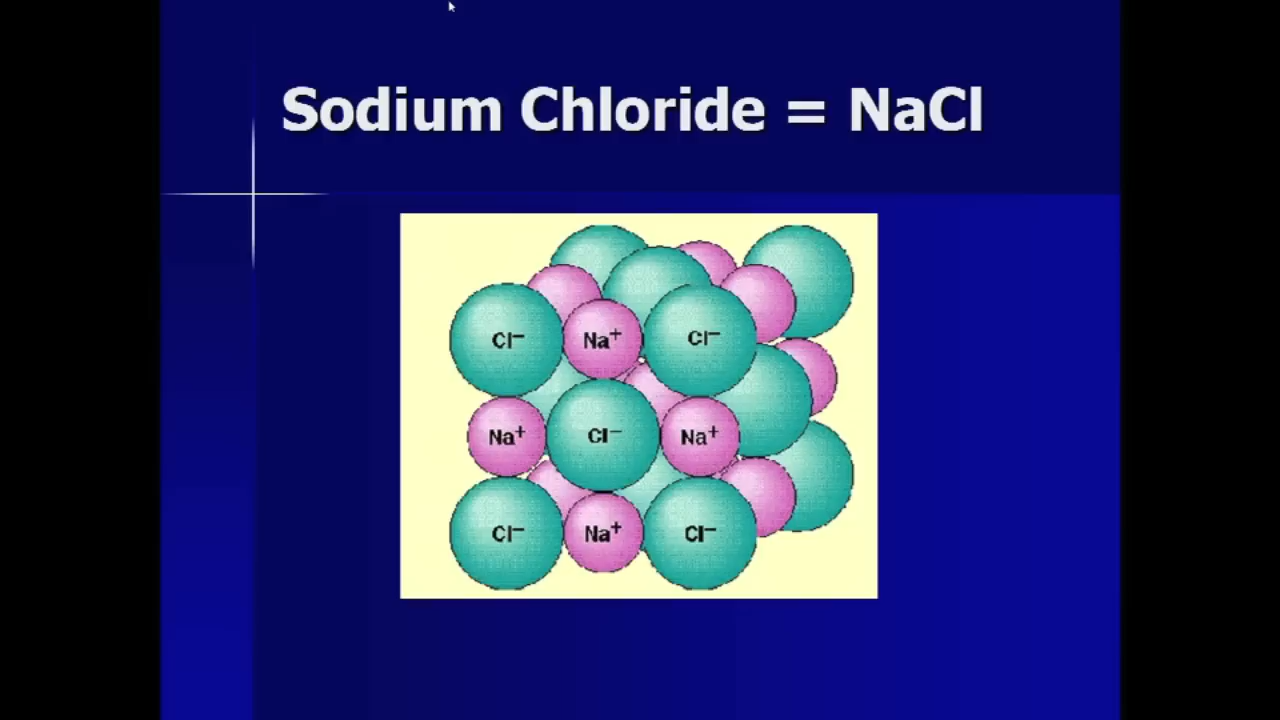 Sodium Chloride = NaCl
Cl⁻ Na⁺ Cl⁻
Na⁺ Cl⁻ Na⁺
Cl⁻ Na⁺ Cl⁻